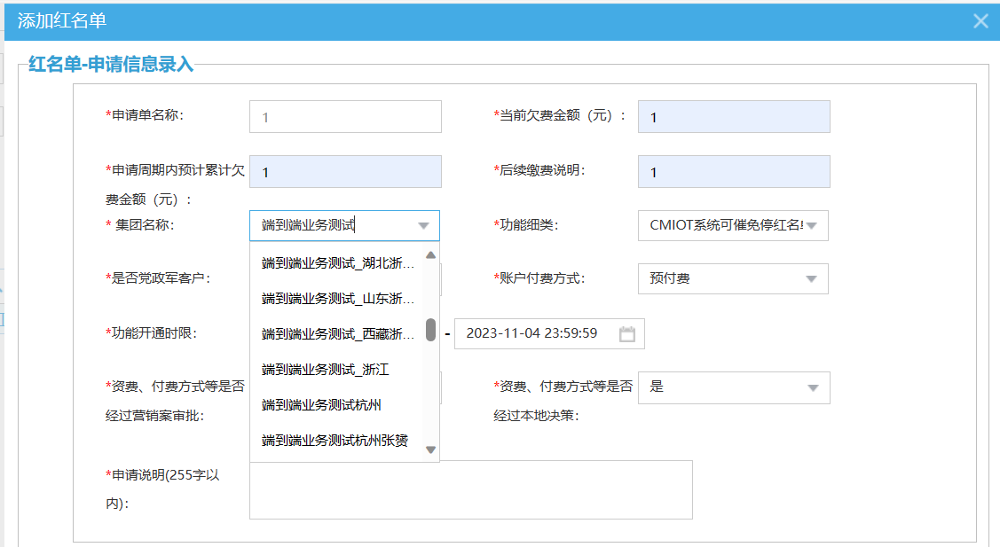 添加红名单
红名单-申请信息录入
*申请单名称:
1
*当前欠费金额（元）:
1
*申请周期内预计累计欠
费金额（元）:
1
*后续缴费说明:
1
* 集团名称:
端到端业务测试
*功能细类:
CMIOT系统可催免停红名
端到端业务测试_湖北浙...
端到端业务测试_山东浙...
端到端业务测试_西藏浙...
端到端业务测试_浙江
端到端业务测试杭州
端到端业务测试杭州张赟
*是否党政军客户:
*账户付费方式:
预付费
*功能开通时限:
-
2023-11-04 23:59:59
*资费、付费方式等是否
经过营销案审批:
*资费、付费方式等是否
经过本地决策:
是
*申请说明(255字以
内):